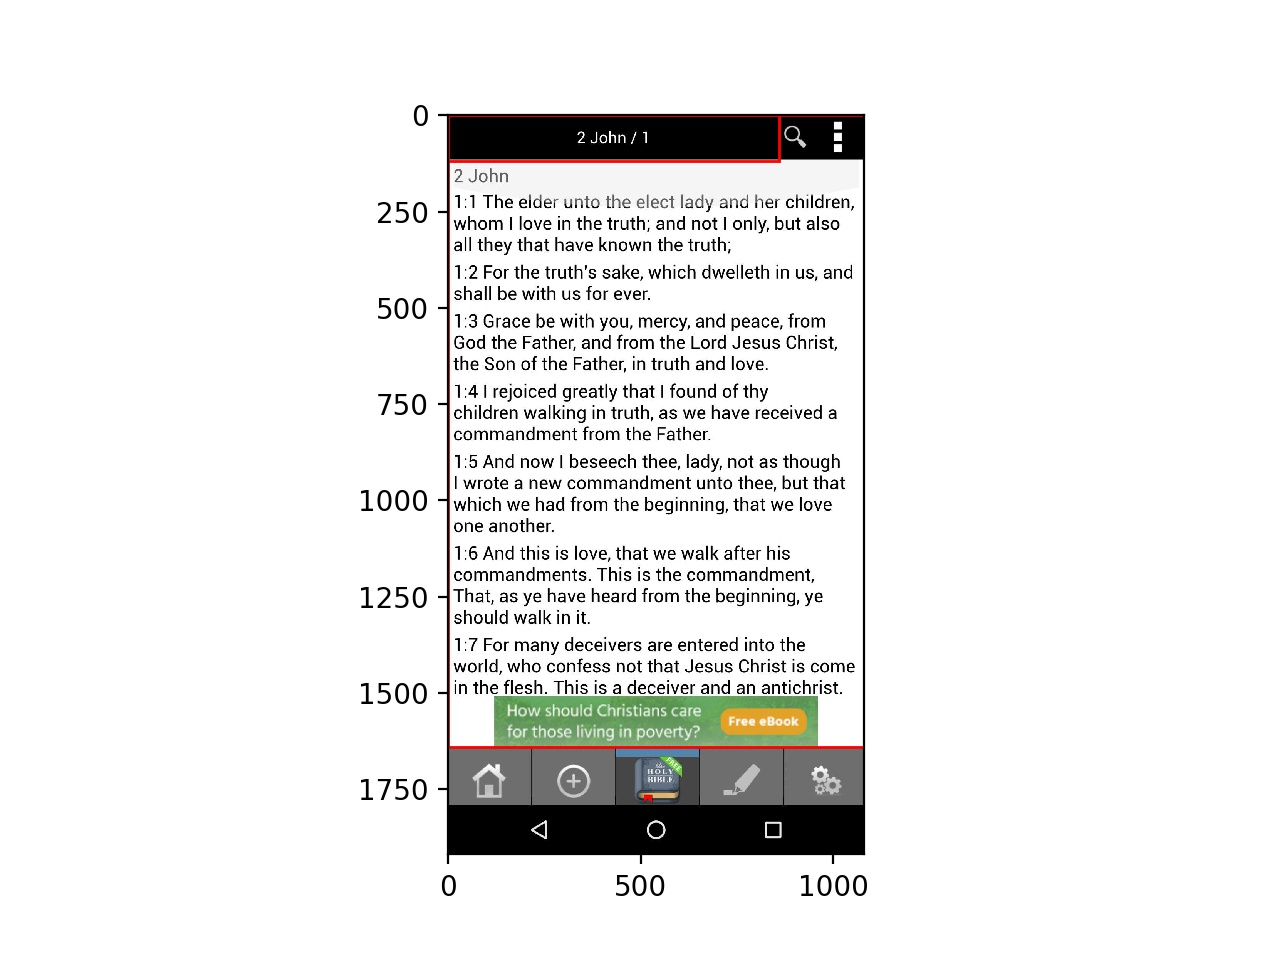 0
250
500
750
1000
1250
1500
1750
0
500
1000
2 John / 1
2 John
1:1 The elder unto the elect lady and her children,
whom I love in the truth; and not I only, but also
all they that have known the truth;
1:2 For the truth's sake, which dwelleth in us, and
shall be with us for ever.
1:3 Grace be with you, mercy, and peace, from
God the Father, and from the Lord Jesus Christ,
the Son of the Father, in truth and love.
1:4 I rejoiced greatly that I found of thy
children walking in truth, as we have received a
commandment from the Father.
1:5 And now I beseech thee, lady, not as though
I wrote a new commandment unto thee, but that
which we had from the beginning, that we love
one another.
1:6 And this is love, that we walk after his
commandments. This is the commandment,
That, as ye have heard from the beginning, ye
should walk in it.
1:7 For many deceivers are entered into the
world, who confess not that Jesus Christ is come
in the flesh. This is a deceiver and an antichrist.
How should Christians care
for those living in poverty?
Free eBook
FREE
The
HOLY
BIBLE